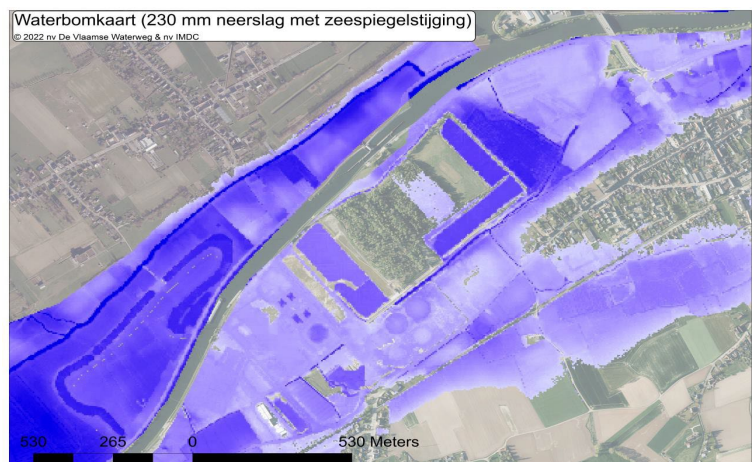 Waterbomkaart (230 mm neerslag met zeespiegelstijging)
© 2022 nv De Vlaamse Waterweg & nv IMDC
530 265 0 530 Meters